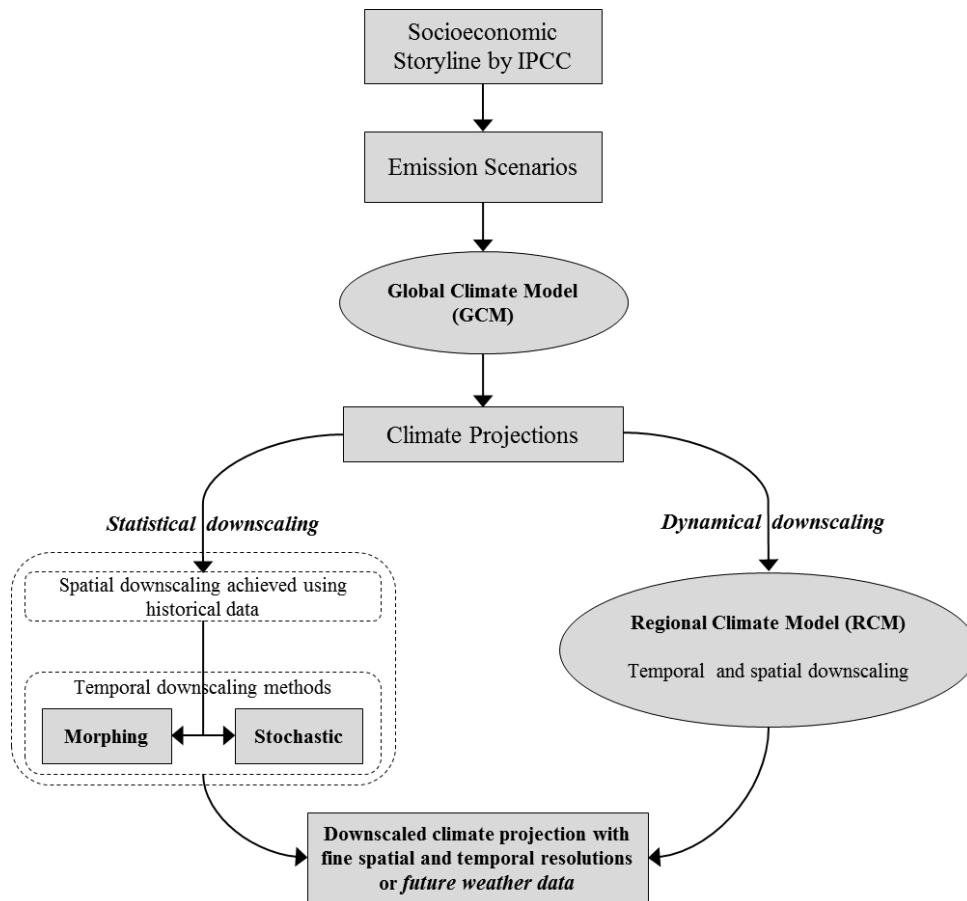 Socioeconomic
Storyline by IPCC
Emission Scenarios
Global Climate Model
(GCM)
Climate Projections
Statistical downscaling
Dynamical downscaling
Spatial downscaling achieved using
historical data
Temporal downscaling methods
Morphing
Stochastic
Regional Climate Model (RCM)
Temporal and spatial downscaling
Downscaled climate projection with
fine spatial and temporal resolutions
or future weather data